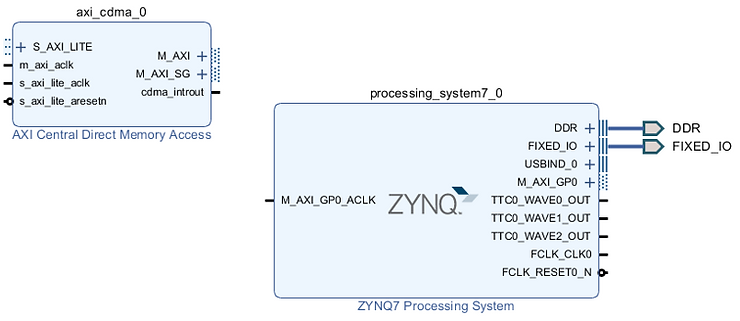 axi_cdma_0
S_AXI_LITE
m_axi_aclk
s_axi_lite_aclk
s_axi_lite_aresetn
M_AXI
M_AXI_SG
cdma_introut
AXI Central Direct Memory Access
processing_system7_0
M_AXI_GP0_ACLK
ZYNQ
DDR
FIXED_IO
USBIND_0
M_AXI_GP0
TTC0_WAVE0_OUT
TTC0_WAVE1_OUT
TTC0_WAVE2_OUT
FCLK_CLK0
FCLK_RESET0_N
DDR
FIXED_IO
ZYNQ7 Processing System